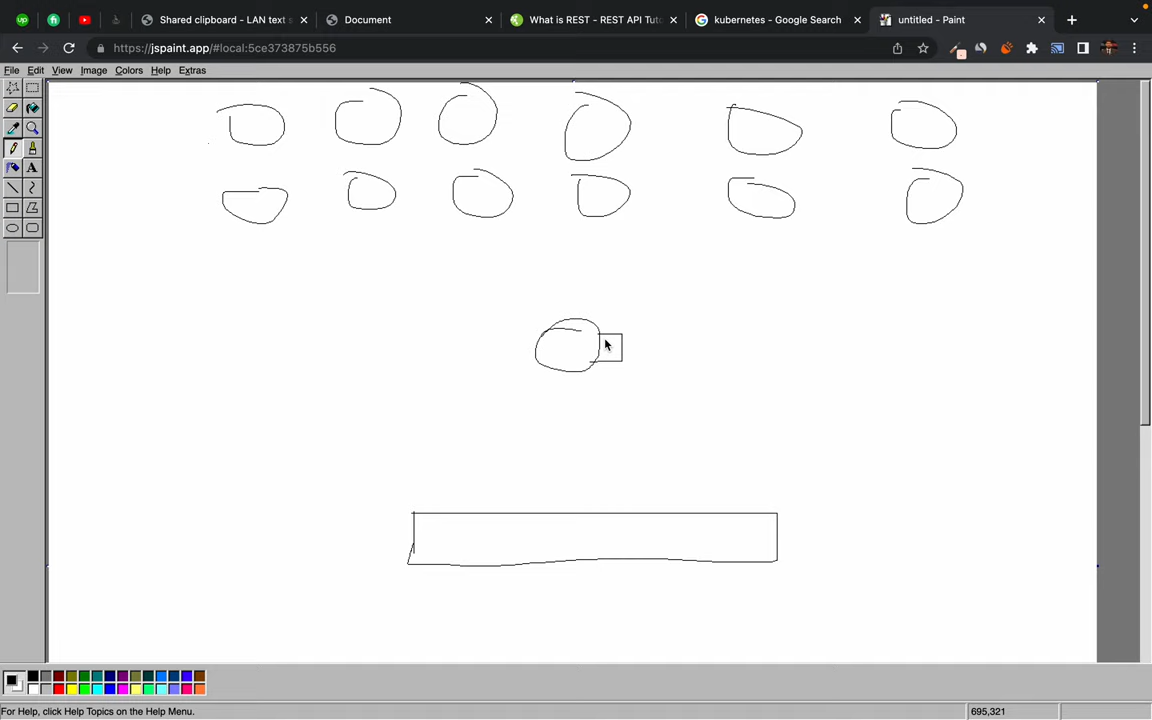 Shared clipboard - LAN text s
Document
What is REST - REST API Tuto
kubernetes - Google Search
untitled - Paint
https://jspaint.app/#local:5ce373875b556
File Edit View Image Colors Help Extras
A
For Help, click Help Topics on the Help Menu.
695,321